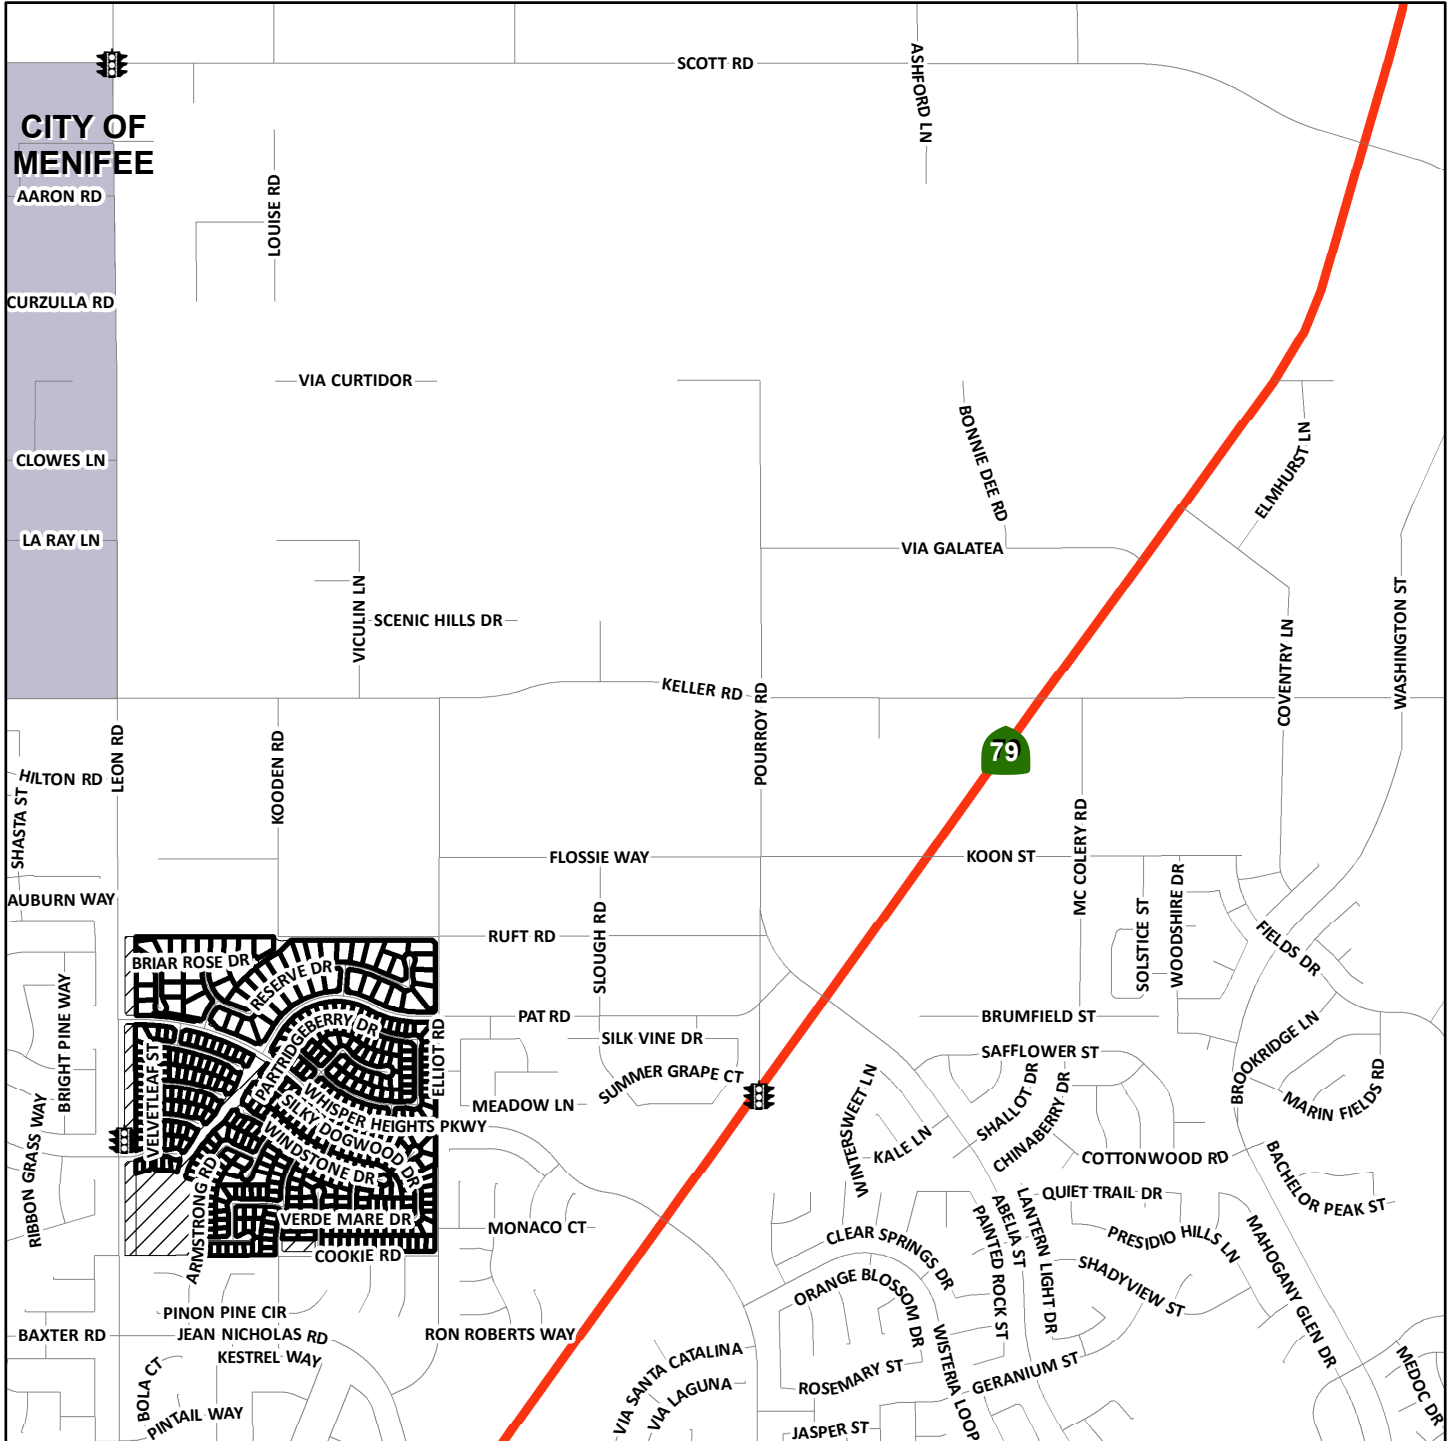 SCOTT RD
ASHFORD LN
CITY OF
MENIFEE
AARON RD
LOUISE RD
CURZULLA RD
VIA CURTIDOR
BONNIE DEE RD
ELMHURST LN
CLOWES LN
LA RAY LN
VIA GALATEA
VICULIN LN
SCENIC HILLS DR
COVENTRY LN
WASHINGTON ST
KELLER RD
POURROY RD
LEON RD
KOODEN RD
79
HILTON RD
SHASTA ST
MC COLERY RD
FLOSSIE WAY
KOON ST
AUBURN WAY
SLOUGH RD
SOLSTICE ST
WOODSHIRE DR
RUFT RD
FIELDS DR
BRIAR ROSE DR
RESERVE DR
BRIGHT PINE WAY
PAT RD
BRUMFIELD ST
PARTRIDGEBERRY DR
ELLIOT RD
SILK VINE DR
SAFFLOWER ST
BROOKRIDGE LN
VELVETLEAF ST
SUMMER GRAPE CT
MARIN FIELDS RD
MEADOW LN
WHISPER HEIGHTS PKWY
SILKY DOGWOOD DR
WINDSTONE DR
WINTERSWEET LN
KALE LN
SHALLOT DR
CHINABERRY DR
COTTONWOOD RD
RIBBON GRASS WAY
BACHELOR PEAK ST
QUIET TRAIL DR
ARMSTRONG RD
VERDE MARE DR
MONACO CT
COOKIE RD
CLEAR SPRINGS DR
ABELIA ST
PAINTED ROCK ST
LANTERN LIGHT DR
PRESIDIO HILLS LN
SHADYVIEW ST
MAHOGANY GLEN DR
ORANGE BLOSSOM DR
PINON PINE CIR
BAXTER RD
JEAN NICHOLAS RD
RON ROBERTS WAY
KESTREL WAY
VIA SANTA CATALINA
VIA LAGUNA
WISTERIA LOOP
ROSEMARY ST
GERANIUM ST
MEDOC DR
BOLA CT
PINTAIL WAY
JASPER ST